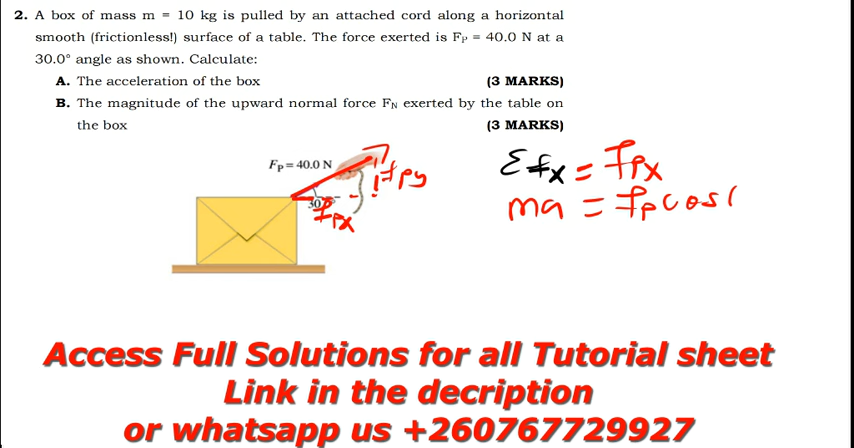 2. A box of mass m = 10 kg is pulled by an attached cord along a horizontal
smooth (frictionless!) surface of a table. The force exerted is FP = 40.0 N at a
30.0° angle as shown. Calculate:
A. The acceleration of the box (3 MARKS)
B. The magnitude of the upward normal force FN exerted by the table on
the box (3 MARKS)
FP = 40.0 N
Fpy
30°
Fpx
Σfx = Fpx
ma = Fpcos(
Access Full Solutions for all Tutorial sheet
Link in the decription
or whatsapp us +260767729927